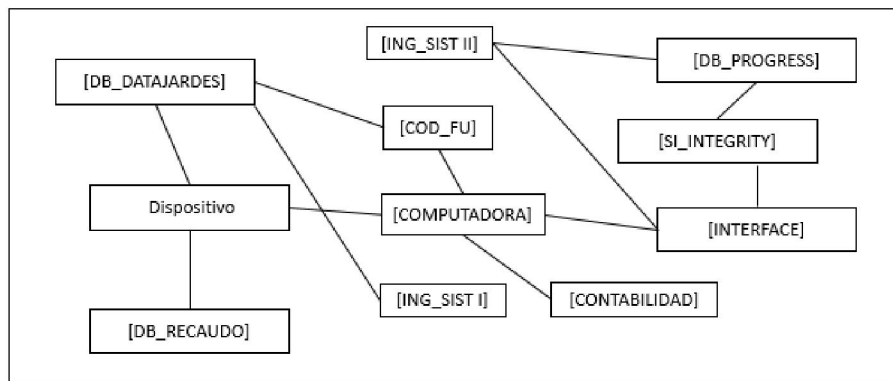 [ING_SIST II]
[DB_PROGRESS]
[DB_DATAJARDES]
[COD_FU]
[SI_INTEGRITY]
Dispositivo
[COMPUTADORA]
[INTERFACE]
[ING_SIST I]
[CONTABILIDAD]
[DB_RECAUDO]